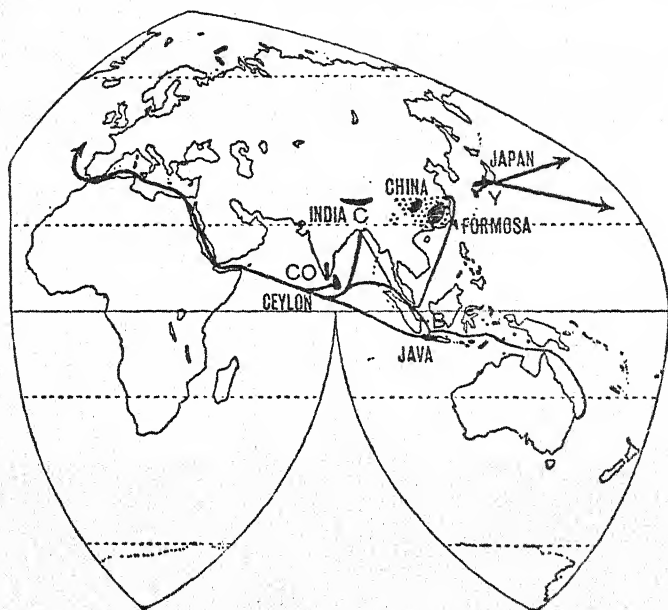 JAPAN
Y
CHINA
INDIA C
FORMOSA
CO
CEYLON
B
JAVA